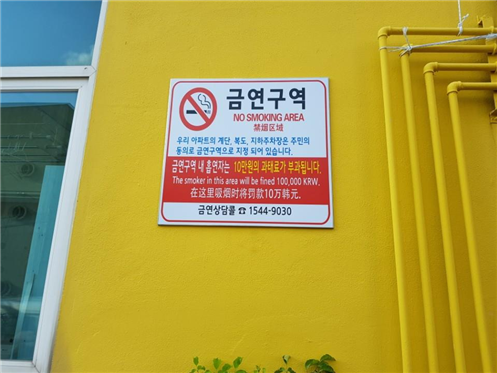 금연구역
NO SMOKING AREA
禁烟区域
우리 아파트의 계단, 복도, 지하주차장은 주민의
동의로 금연구역으로 지정 되어 있습니다.
금연구역 내 흡연자는 10만원의 과태료가 부과됩니다.
The smoker in this area will be fined 100,000 KRW.
在这里吸烟时将罚款10万韩元.
금연상담콜 ☎ 1544-9030